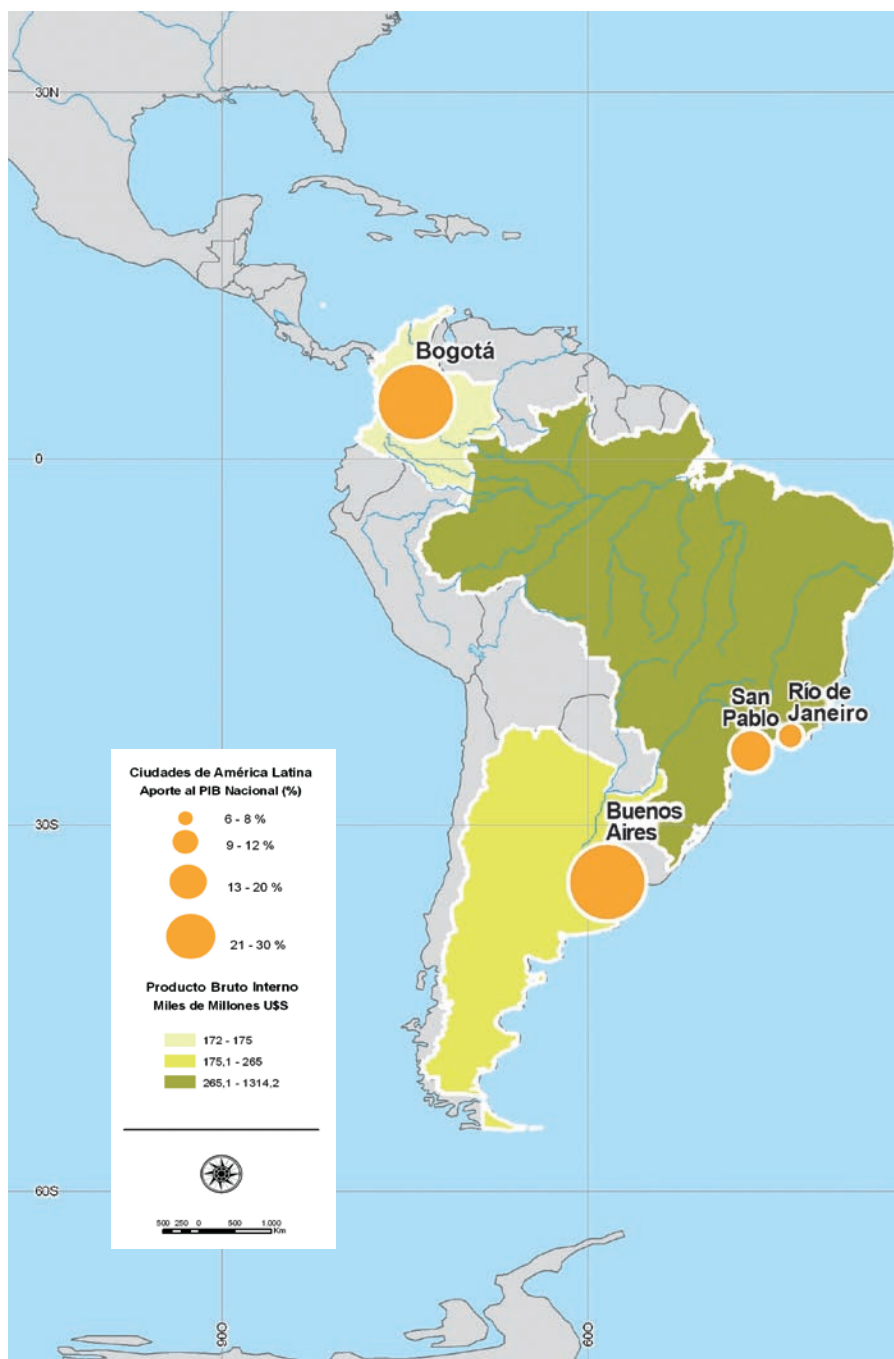 30N
Bogotá
0
San
Pablo
Río de
Janeiro
Buenos
Aires
30S
60S
90O
60O
Ciudades de América Latina
Aporte al PIB Nacional (%)
6 - 8 %
9 - 12 %
13 - 20 %
21 - 30 %
Producto Bruto Interno
Miles de Millones U$S
172 - 175
175,1 - 265
265,1 - 1314,2
500 250 0 500 1.000
Km